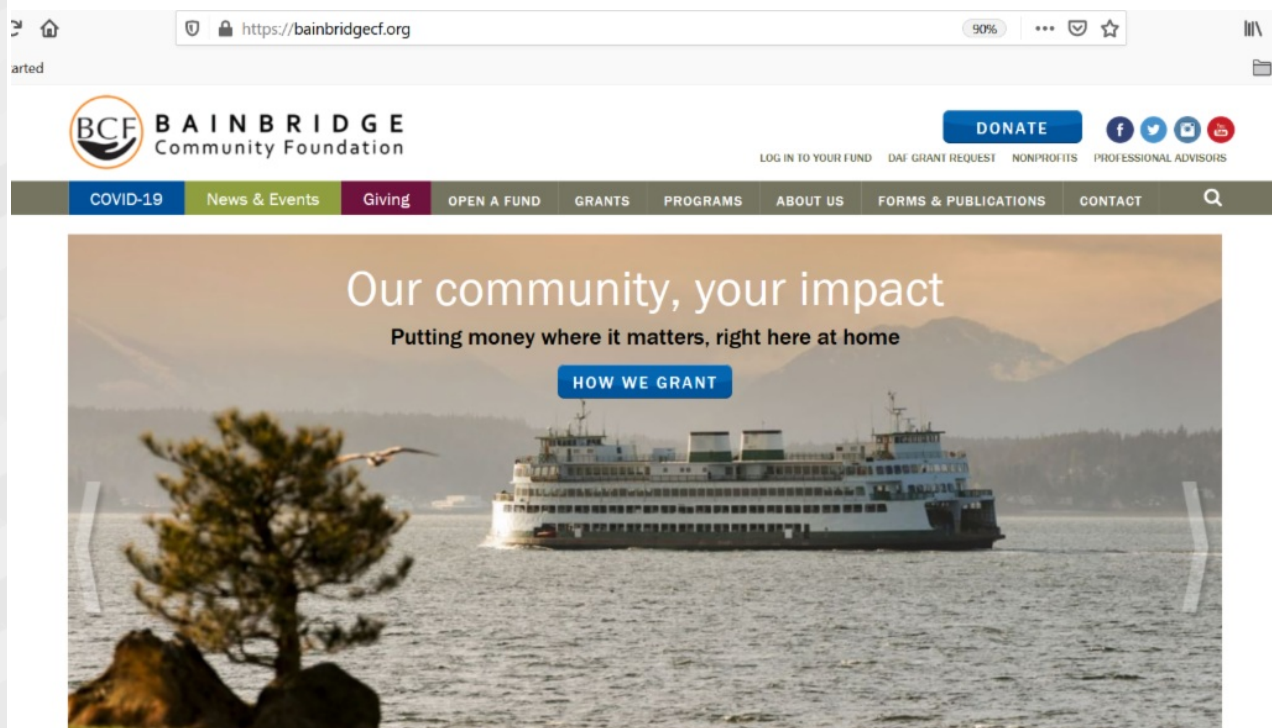 https://bainbridgecf.org
90%
arted
BCF
BAINBRIDGE
Community Foundation
DONATE
LOG IN TO YOUR FUND DAF GRANT REQUEST NONPROFITS PROFESSIONAL ADVISORS
COVID-19 News & Events Giving OPEN A FUND GRANTS PROGRAMS ABOUT US FORMS & PUBLICATIONS CONTACT
Our community, your impact
Putting money where it matters, right here at home
HOW WE GRANT